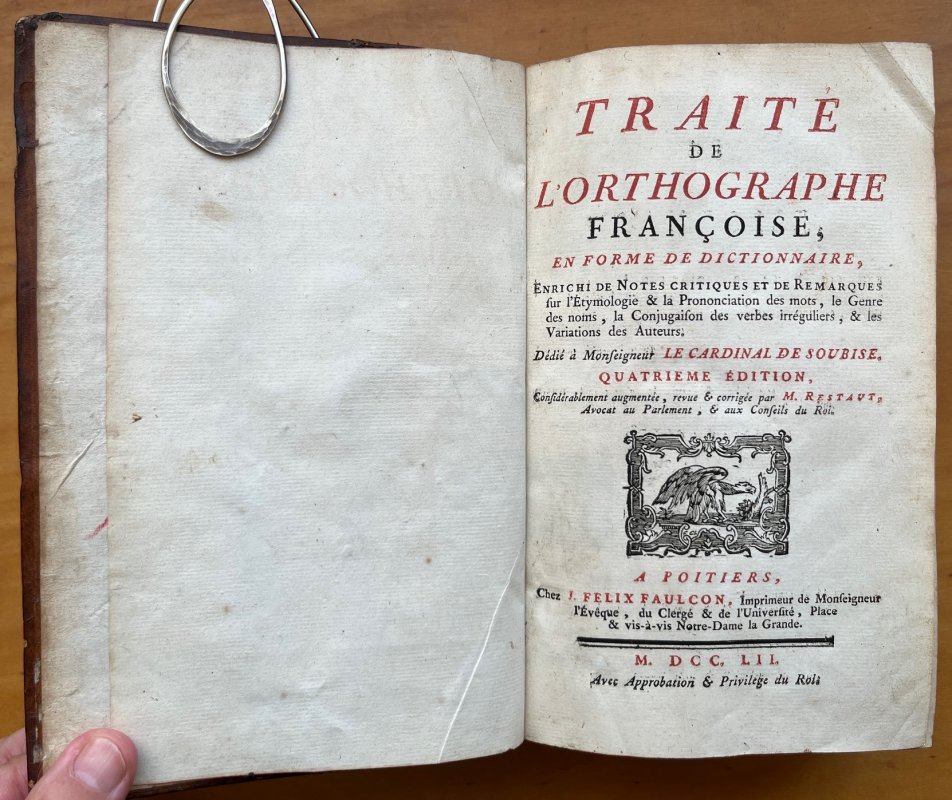 TRAITÉ
DE
L'ORTHOGRAPHE
FRANÇOISE,
EN FORME DE DICTIONNAIRE,
ENRICHI DE NOTES CRITIQUES ET DE REMARQUES
ſur l'Étymologie & la Prononciation des mots, le Genre
des noms, la Conjugaiſon des verbes irréguliers, & les
Variations des Auteurs.
Dédié à Monſeigneur LE CARDINAL DE SOUBISE.
QUATRIEME ÉDITION,
Conſidérablement augmentée, revue & corrigée par M. RESTAUT,
Avocat au Parlement, & aux Conſeils du Roi.
A POITIERS,
Chez J. FELIX FAULCON, Imprimeur de Monſeigneur
l'Évêque, du Clergé & de l'Univerſité, Place
& vis-à-vis Notre-Dame la Grande.
M. DCC. LII.
Avec Approbation & Privilége du Roi.